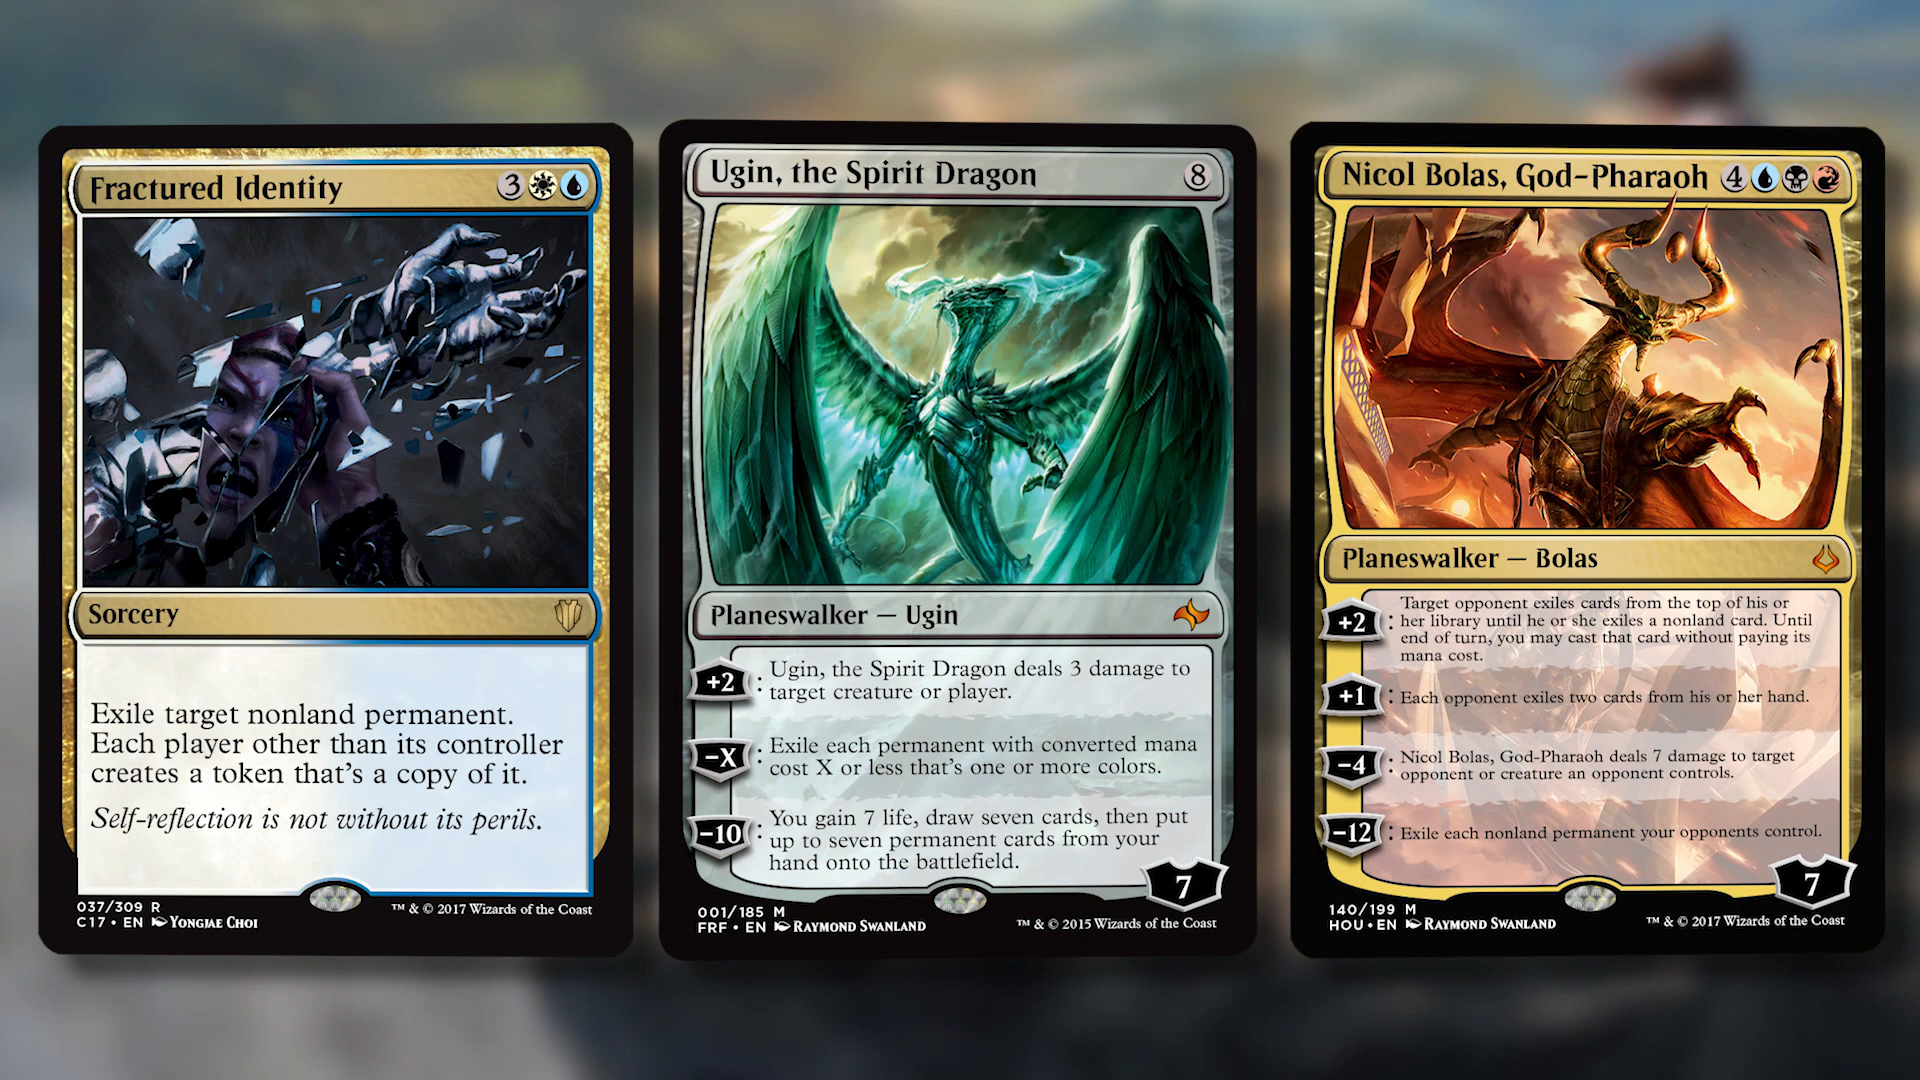 Fractured Identity 3
Sorcery
Exile target nonland permanent.
Each player other than its controller
creates a token that's a copy of it.
Self-reflection is not without its perils.
037/309 R
C17 • EN Yongjae Choi
™ & © 2017 Wizards of the Coast
Ugin, the Spirit Dragon 8
Planeswalker — Ugin
+2 : Ugin, the Spirit Dragon deals 3 damage to
target creature or player.
−X : Exile each permanent with converted mana
cost X or less that's one or more colors.
−10 : You gain 7 life, draw seven cards, then put
up to seven permanent cards from your
hand onto the battlefield.
7
001/185 M
FRF • EN Raymond Swanland
™ & © 2015 Wizards of the Coast
Nicol Bolas, God-Pharaoh 4
Planeswalker — Bolas
+2 : Target opponent exiles cards from the top of his or
her library until he or she exiles a nonland card. Until
end of turn, you may cast that card without paying its
mana cost.
+1 : Each opponent exiles two cards from his or her hand.
−4 : Nicol Bolas, God-Pharaoh deals 7 damage to target
opponent or creature an opponent controls.
−12 : Exile each nonland permanent your opponents control.
7
140/199 M
HOU • EN Raymond Swanland
™ & © 2017 Wizards of the Coast